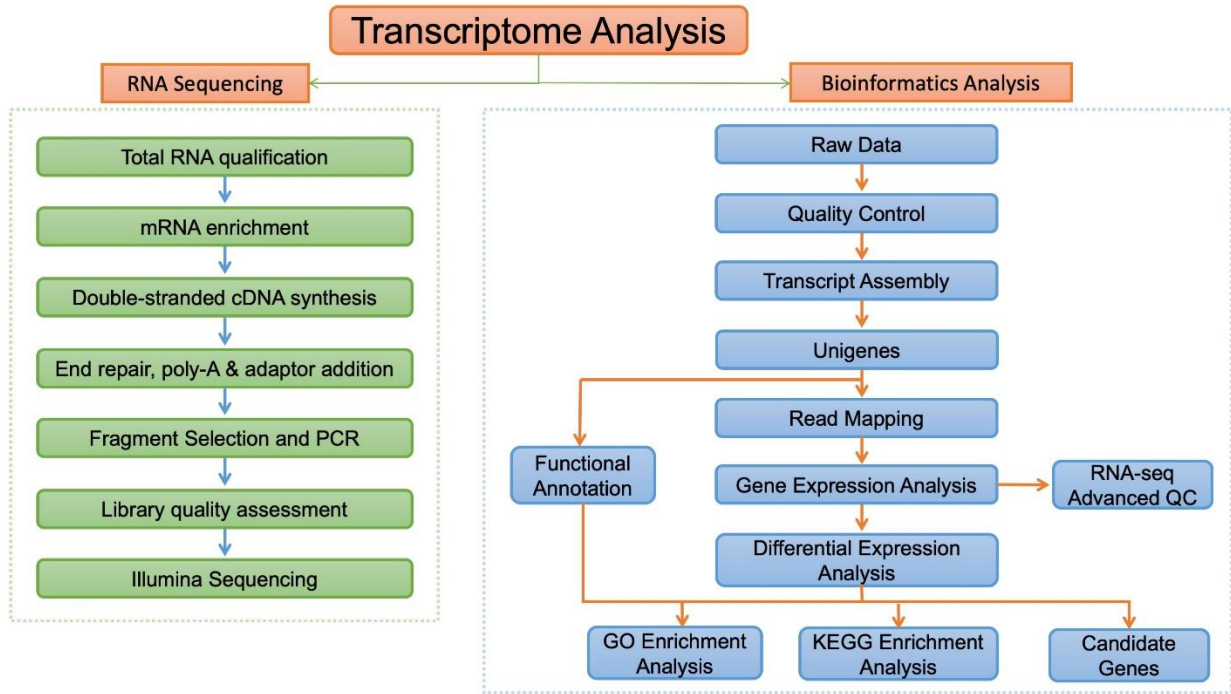 Transcriptome Analysis
RNA Sequencing
Bioinformatics Analysis
Total RNA qualification
mRNA enrichment
Double-stranded cDNA synthesis
End repair, poly-A & adaptor addition
Fragment Selection and PCR
Library quality assessment
Illumina Sequencing
Raw Data
Quality Control
Transcript Assembly
Unigenes
Read Mapping
Functional
Annotation
Gene Expression Analysis
RNA-seq
Advanced QC
Differential Expression
Analysis
GO Enrichment
Analysis
KEGG Enrichment
Analysis
Candidate
Genes